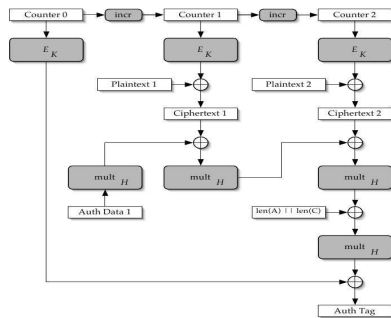 Counter 0 incr Counter 1 incr Counter 2
E K E K E K
Plaintext 1 Plaintext 2
Ciphertext 1 Ciphertext 2
mult H mult H mult H
Auth Data 1 len(A) || len(C)
mult H
Auth Tag